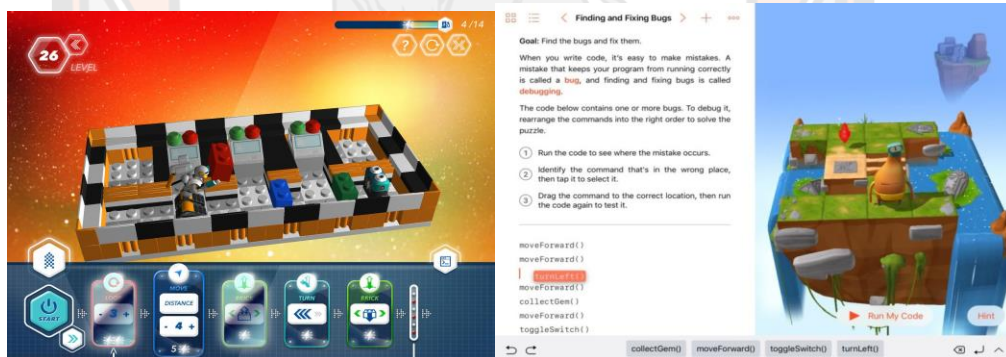 26
LEVEL
4/14
?
LOOP
- 3 +
MOVE
DISTANCE
- 4 +
5
BRICK
TURN
BRICK
START
Finding and Fixing Bugs
Goal: Find the bugs and fix them.
When you write code, it's easy to make mistakes. A
mistake that keeps your program from running correctly
is called a bug, and finding and fixing bugs is called
debugging.
The code below contains one or more bugs. To debug it,
rearrange the commands into the right order to solve the
puzzle.
1 Run the code to see where the mistake occurs.
2 Identify the command that's in the wrong place,
then tap it to select it.
3 Drag the command to the correct location, then run
the code again to test it.
moveForward()
moveForward()
turnLeft()
moveForward()
collectGem()
moveForward()
toggleSwitch()
Run My Code
Hint
collectGem() moveForward() toggleSwitch() turnLeft()